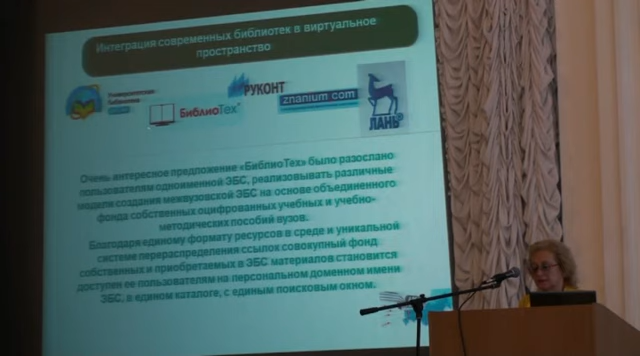 Интеграция современных библиотек в виртуальное
пространство
Университетская
библиотека
БиблиоТех
РУКОНТ
znanium.com
ЛАНЬ
Очень интересное предложение «БиблиоТех» было разослано
пользователям одноименной ЭБС, реализовывать различные
модели создания межвузовской ЭБС на основе объединенного
фонда собственных оцифрованных учебных и учебно-
методических пособий вузов.
Благодаря единому формату ресурсов в среде и уникальной
системе перераспределения ссылок совокупный фонд
собственных и приобретаемых в ЭБС материалов становится
доступен ее пользователям на персональном доменном имени
ЭБС, в едином каталоге, с единым поисковым окном.